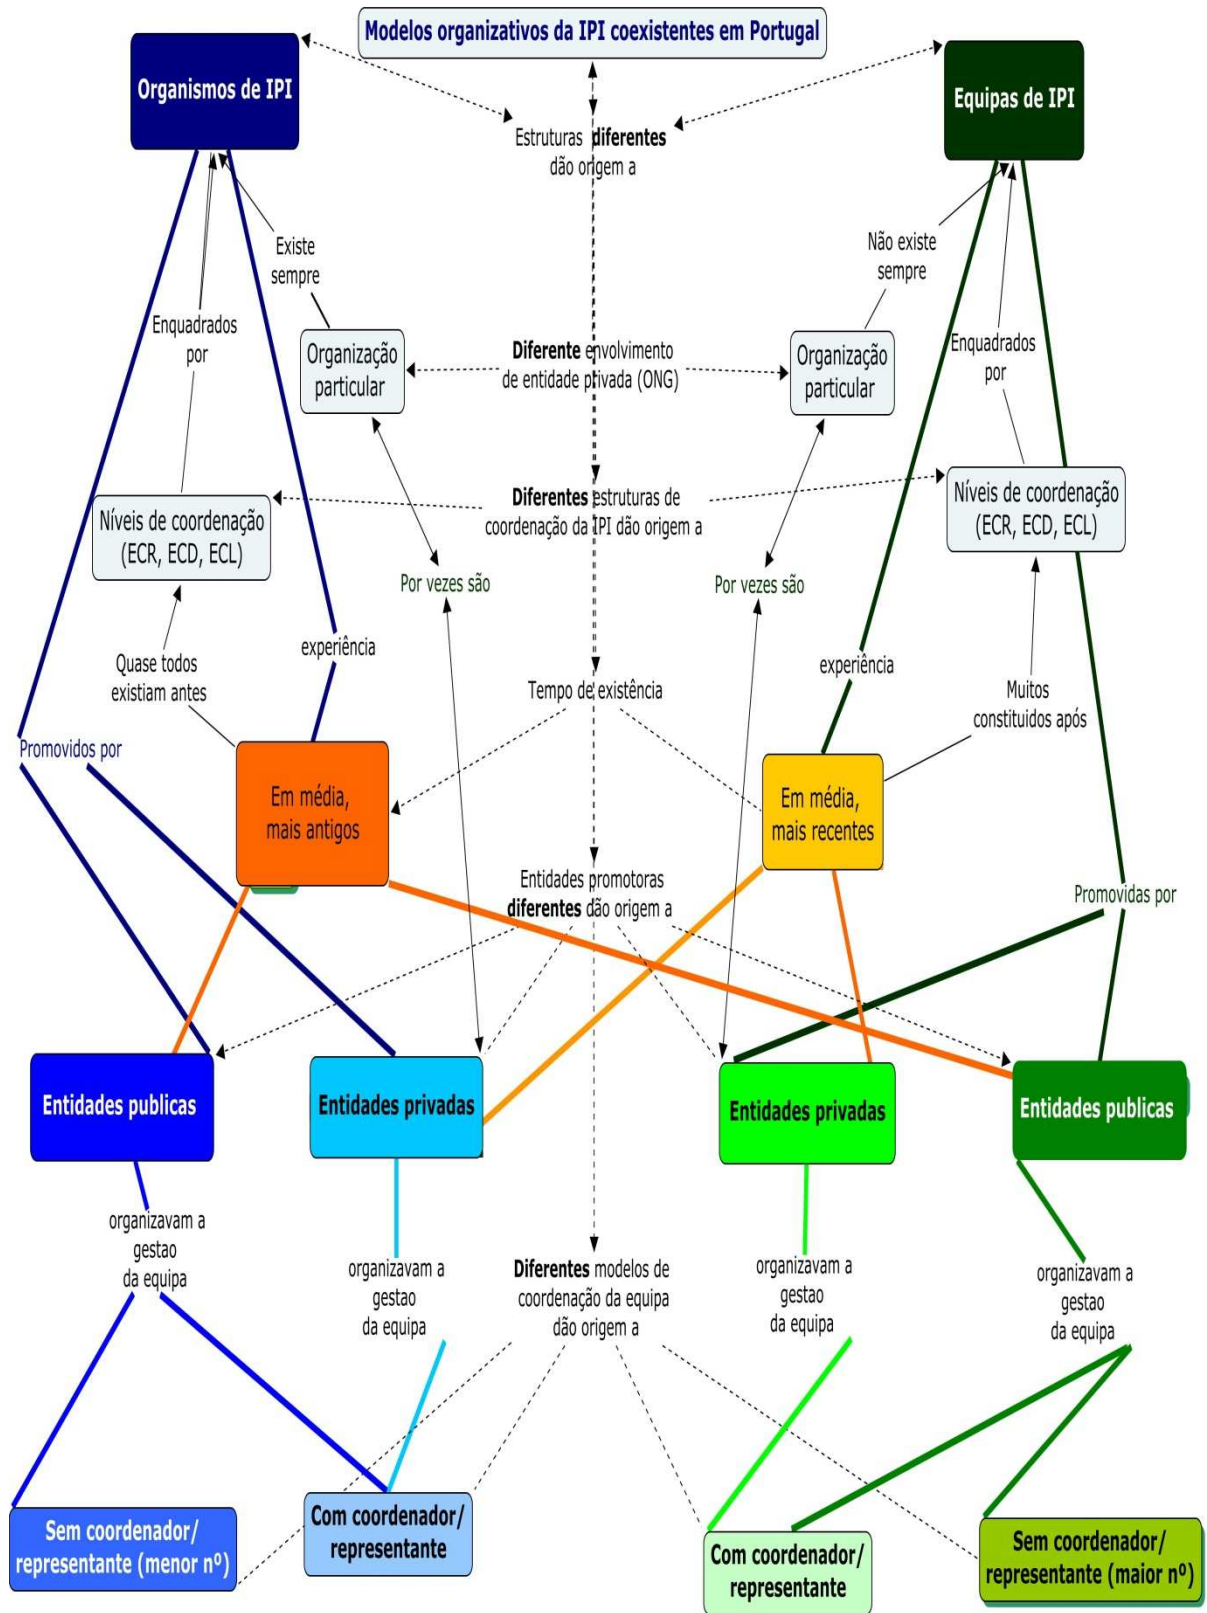 Modelos organizativos da IPI coexistentes em Portugal
Organismos de IPI
Equipas de IPI
Estruturas diferentes
dão origem a
Existe
sempre
Não existe
sempre
Enquadrados
por
Organização
particular
Diferente envolvimento
de entidade privada (ONG)
Organização
particular
Enquadrados
por
Níveis de coordenação
(ECR, ECD, ECL)
Diferentes estruturas de
coordenação da IPI dão origem a
Níveis de coordenação
(ECR, ECD, ECL)
Por vezes são
Por vezes são
Quase todos
existiam antes
experiência
Tempo de existência
experiência
Muitos
constituidos após
Promovidos por
Em média,
mais antigos
Em média,
mais recentes
Entidades promotoras
diferentes dão origem a
Promovidas por
Entidades publicas
Entidades privadas
Entidades privadas
Entidades publicas
organizavam a
gestao
da equipa
organizavam a
gestao
da equipa
Diferentes modelos de
coordenação da equipa
dão origem a
organizavam a
gestao
da equipa
organizavam a
gestao
da equipa
Sem coordenador/
representante (menor nº)
Com coordenador/
representante
Com coordenador/
representante
Sem coordenador/
representante (maior nº)